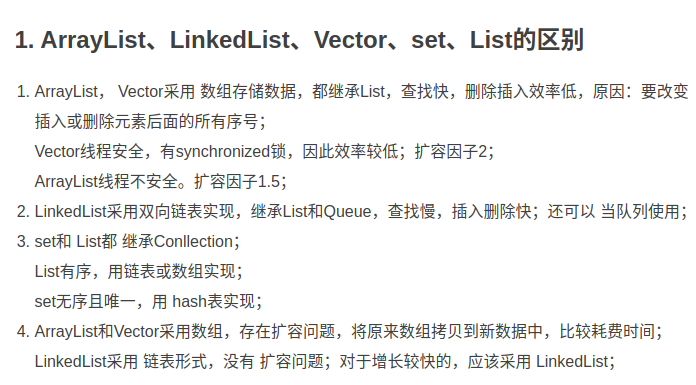 1. ArrayList、LinkedList、Vector、set、List的区别
1. ArrayList， Vector采用 数组存储数据，都继承List，查找快，删除插入效率低，原因：要改变
插入或删除元素后面的所有序号；
Vector线程安全，有synchronized锁，因此效率较低；扩容因子2；
ArrayList线程不安全。扩容因子1.5；
2. LinkedList采用双向链表实现，继承List和Queue，查找慢，插入删除快；还可以 当队列使用；
3. set和 List都 继承Conllection；
List有序，用链表或数组实现；
set无序且唯一，用 hash表实现；
4. ArrayList和Vector采用数组，存在扩容问题，将原来数组拷贝到新数据中，比较耗费时间；
LinkedList采用 链表形式，没有 扩容问题；对于增长较快的，应该采用 LinkedList；